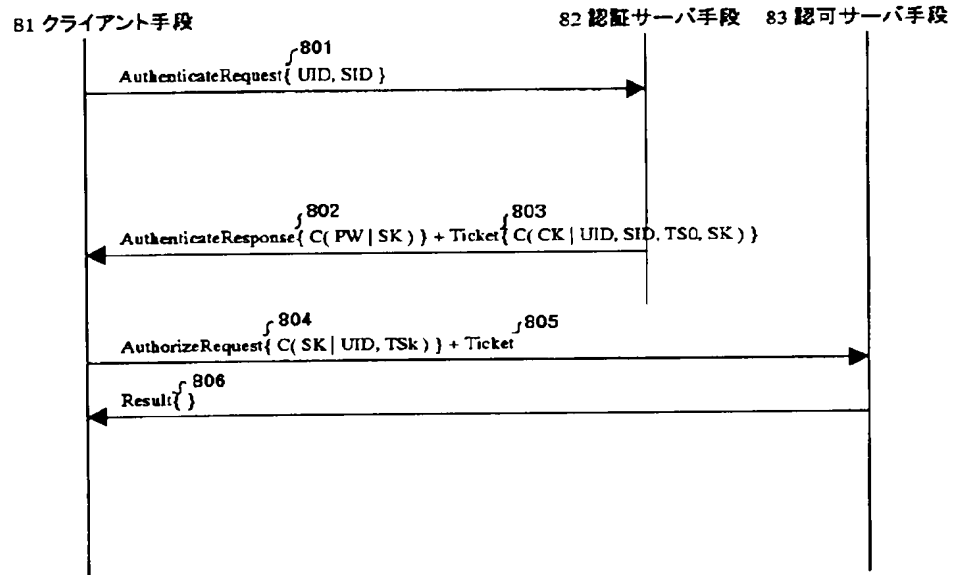 81 クライアント手段
82 認証サーバ手段
83 認可サーバ手段
801
AuthenticateRequest{ UID, SID }
802
803
AuthenticateResponse{ C( PW | SK ) } + Ticket{ C( CK | UID, SID, TS0, SK ) }
804
805
AuthorizeRequest{ C( SK | UID, TSk ) } + Ticket
806
Result{ }